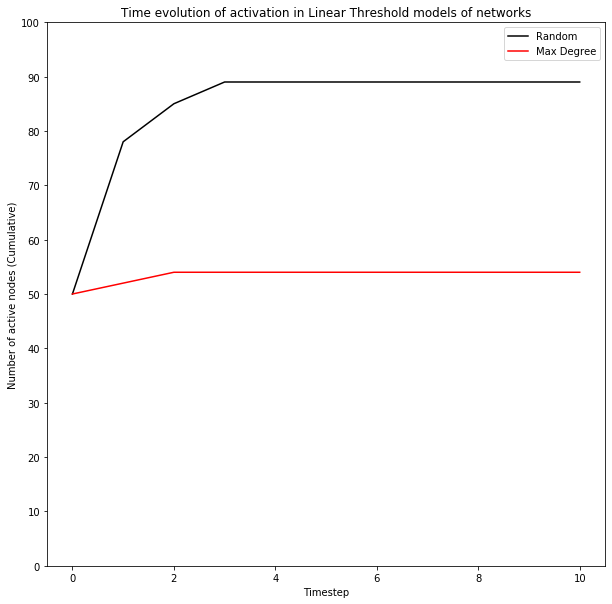 Time evolution of activation in Linear Threshold models of networks
Random
Max Degree
Number of active nodes (Cumulative)
100
90
80
70
60
50
40
30
20
10
0
0 2 4 6 8 10
Timestep